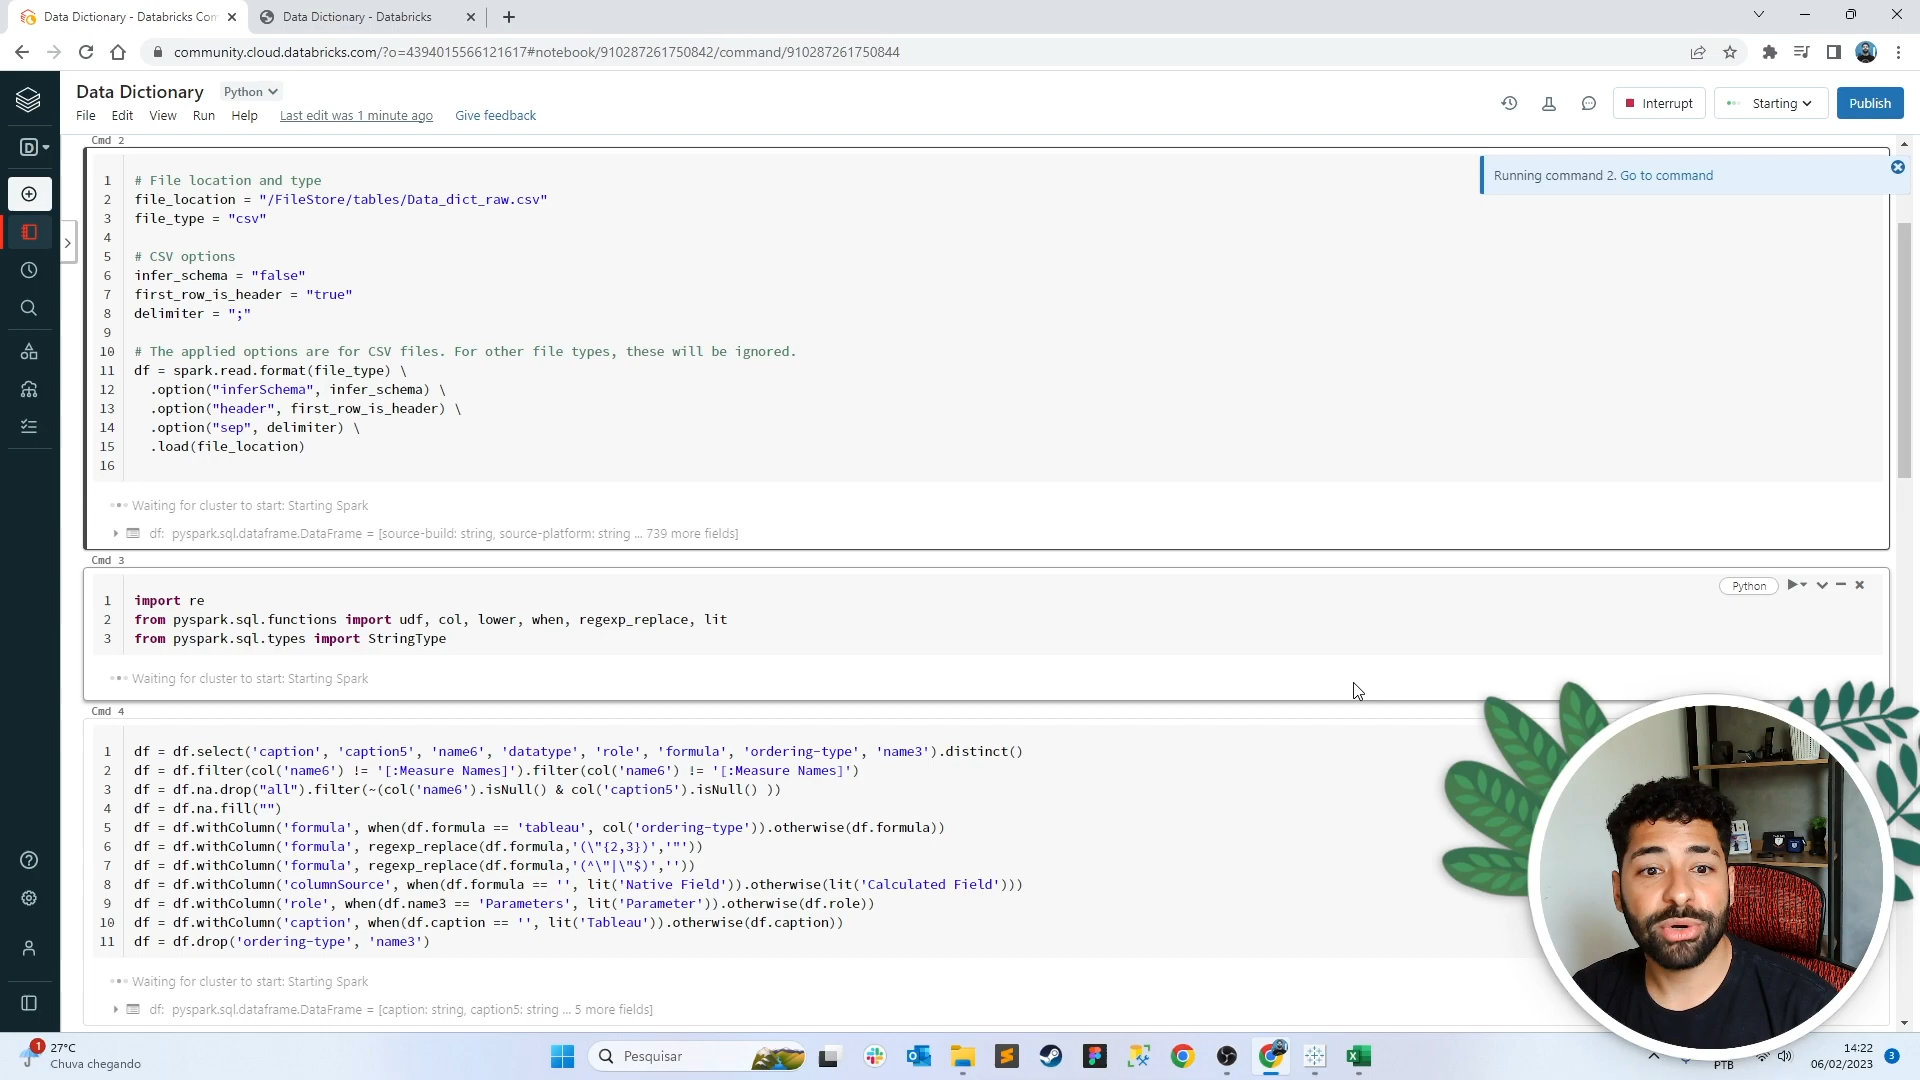 Data Dictionary - Databricks Com
Data Dictionary - Databricks
community.cloud.databricks.com/?o=4394015566121617#notebook/910287261750842/command/910287261750844
Data Dictionary
Python
File Edit View Run Help Last edit was 1 minute ago Give feedback
Interrupt
Starting
Publish
Running command 2. Go to command
D
Cmd 2
1 # File location and type
2 file_location = "/FileStore/tables/Data_dict_raw.csv"
3 file_type = "csv"
4
5 # CSV options
6 infer_schema = "false"
7 first_row_is_header = "true"
8 delimiter = ";"
9
10 # The applied options are for CSV files. For other file types, these will be ignored.
11 df = spark.read.format(file_type) \
12 .option("inferSchema", infer_schema) \
13 .option("header", first_row_is_header) \
14 .option("sep", delimiter) \
15 .load(file_location)
16
Waiting for cluster to start: Starting Spark
df: pyspark.sql.dataframe.DataFrame = [source-build: string, source-platform: string ... 739 more fields]
Cmd 3
Python
1 import re
2 from pyspark.sql.functions import udf, col, lower, when, regexp_replace, lit
3 from pyspark.sql.types import StringType
Waiting for cluster to start: Starting Spark
Cmd 4
1 df = df.select('caption', 'caption5', 'name6', 'datatype', 'role', 'formula', 'ordering-type', 'name3').distinct()
2 df = df.filter(col('name6') != '[:Measure Names]').filter(col('name6') != '[:Measure Names]')
3 df = df.na.drop("all").filter(~(col('name6').isNull() & col('caption5').isNull() ))
4 df = df.na.fill("")
5 df = df.withColumn('formula', when(df.formula == 'tableau', col('ordering-type')).otherwise(df.formula))
6 df = df.withColumn('formula', regexp_replace(df.formula,'(\"{2,3})','"'))
7 df = df.withColumn('formula', regexp_replace(df.formula,'(^\"|\"$)',''))
8 df = df.withColumn('columnSource', when(df.formula == '', lit('Native Field')).otherwise(lit('Calculated Field')))
9 df = df.withColumn('role', when(df.name3 == 'Parameters', lit('Parameter')).otherwise(df.role))
10 df = df.withColumn('caption', when(df.caption == '', lit('Tableau')).otherwise(df.caption))
11 df = df.drop('ordering-type', 'name3')
Waiting for cluster to start: Starting Spark
df: pyspark.sql.dataframe.DataFrame = [caption: string, caption5: string ... 5 more fields]
1
27°C
Chuva chegando
Pesquisar
PTB
14:22
06/02/2023
3